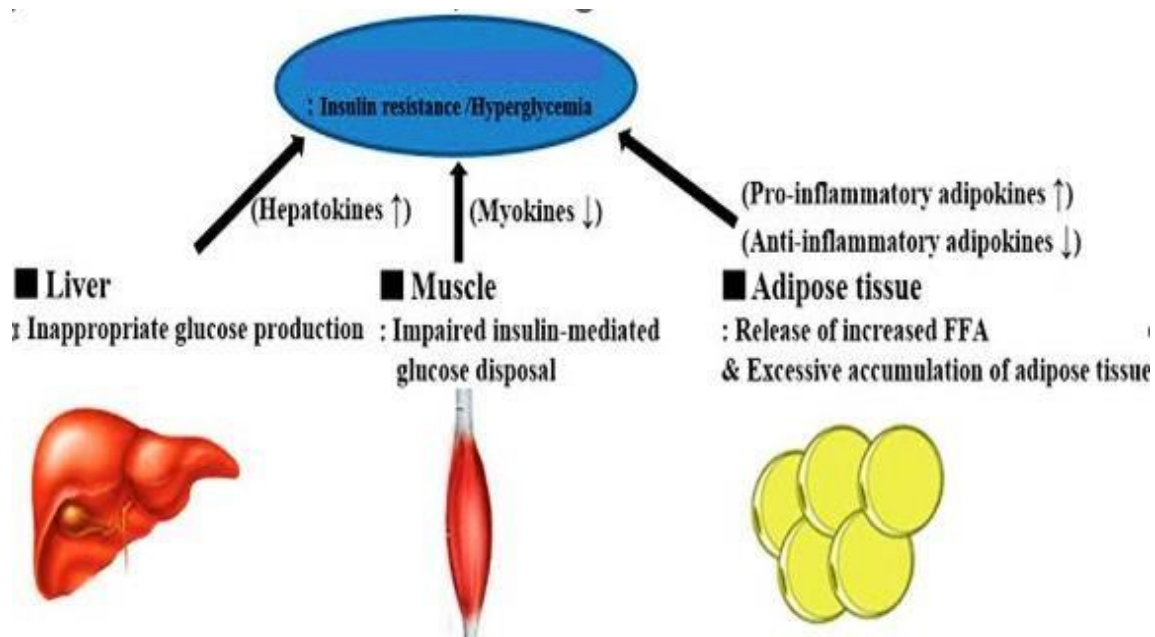 : Insulin resistance /Hyperglycemia
(Hepatokines ↑)
(Myokines ↓)
(Pro-inflammatory adipokines ↑)
(Anti-inflammatory adipokines ↓)
■ Liver
: Inappropriate glucose production
■ Muscle
: Impaired insulin-mediated
glucose disposal
■ Adipose tissue
: Release of increased FFA
& Excessive accumulation of adipose tissue